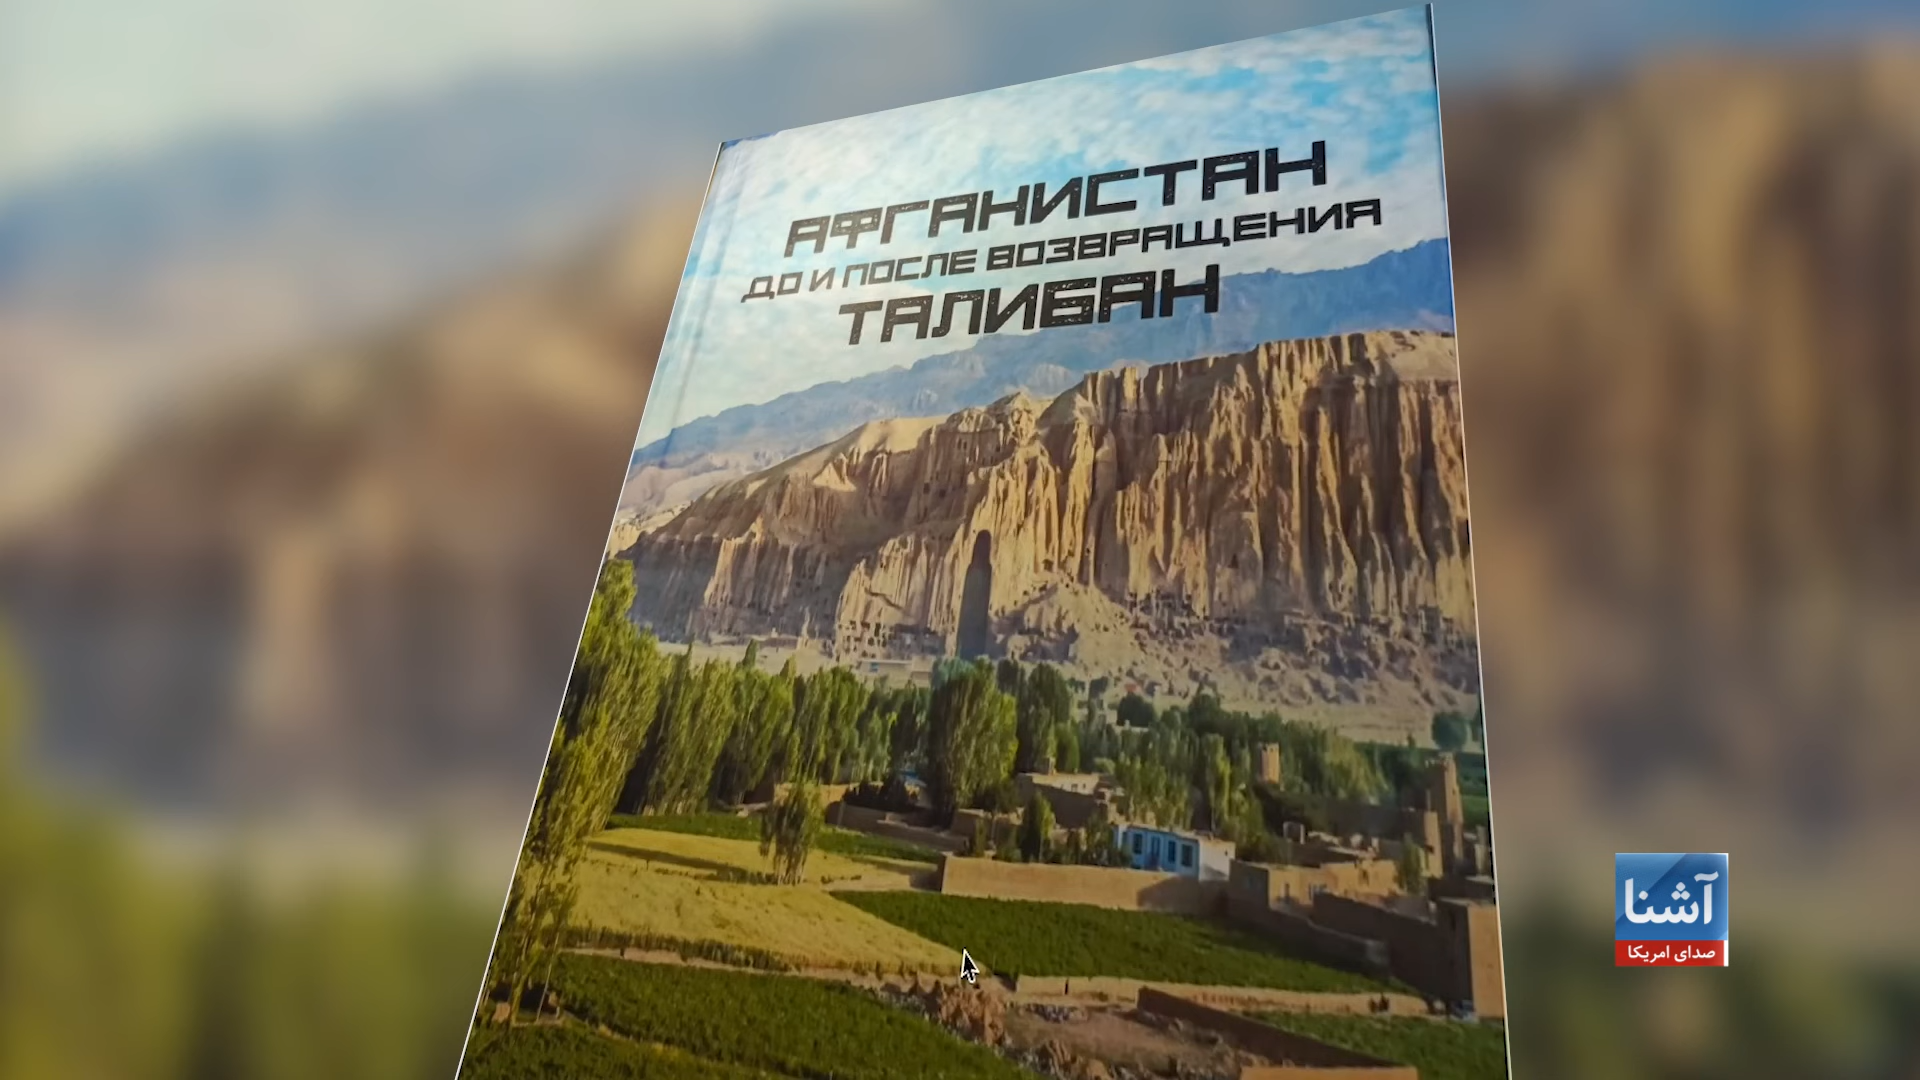 АФГАНИСТАН
ДО И ПОСЛЕ ВОЗВРАЩЕНИЯ
ТАЛИБАН
آشنا
صدای امریکا